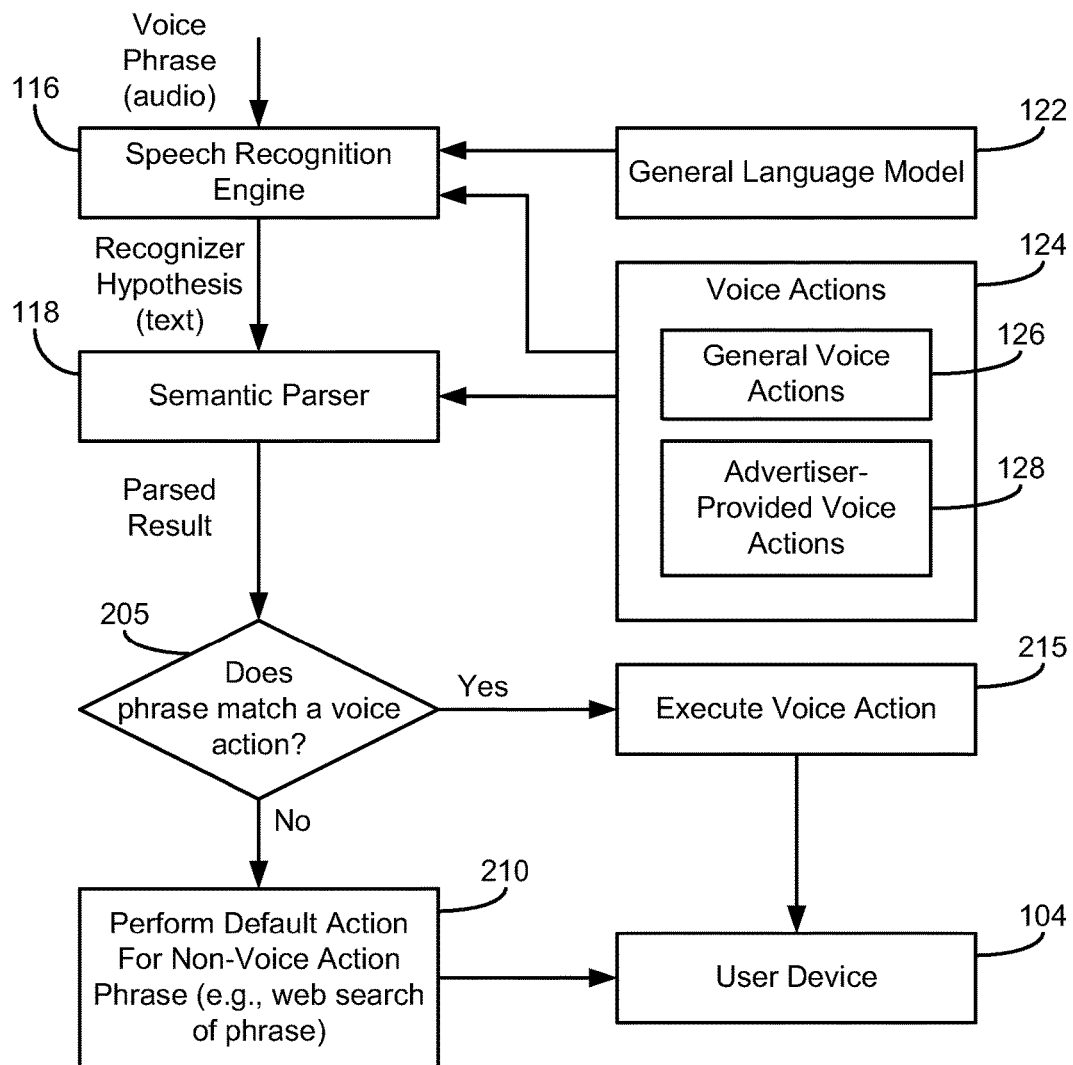 Voice
Phrase
(audio)
116
Speech Recognition
Engine
122
General Language Model
Recognizer
Hypothesis
(text)
124
Voice Actions
126
General Voice
Actions
118
Semantic Parser
128
Advertiser-
Provided Voice
Actions
Parsed
Result
205
Does
phrase match a voice
action?
Yes
215
Execute Voice Action
No
210
Perform Default Action
For Non-Voice Action
Phrase (e.g., web search
of phrase)
104
User Device